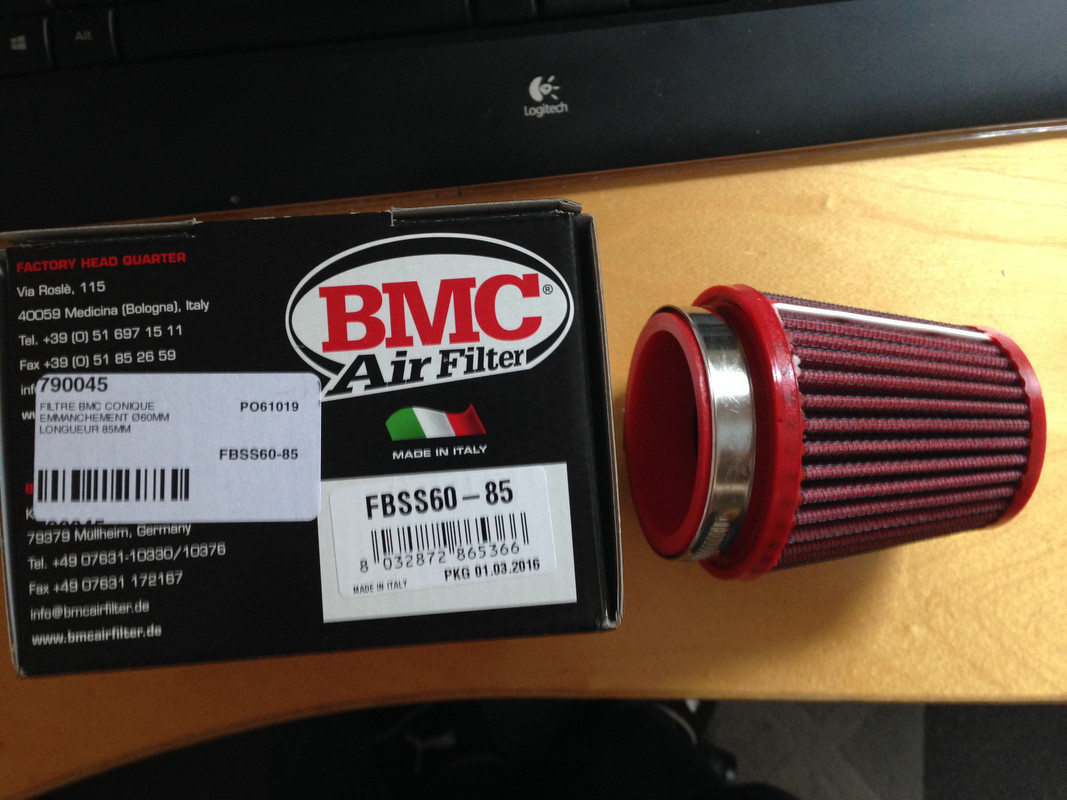 Alt
Logitech
FACTORY HEAD QUARTER
Via Roslè, 115
40059 Medicina (Bologna), Italy
Tel. +39 (0) 51 697 15 11
Fax +39 (0) 51 85 26 59
inf
790045
FILTRE BMC CONIQUE
EMMANCHEMENT Ø60MM
LONGUEUR 85MM
PO61019
FBSS60-85
79379 Müllheim, Germany
Tel. +49 07631-10330/10376
Fax +49 07631 172167
info@bmcairfilter.de
www.bmcairfilter.de
BMC®
Air Filter
MADE IN ITALY
FBSS60-85
8 032872 865366
PKG 01.03.2016
MADE IN ITALY